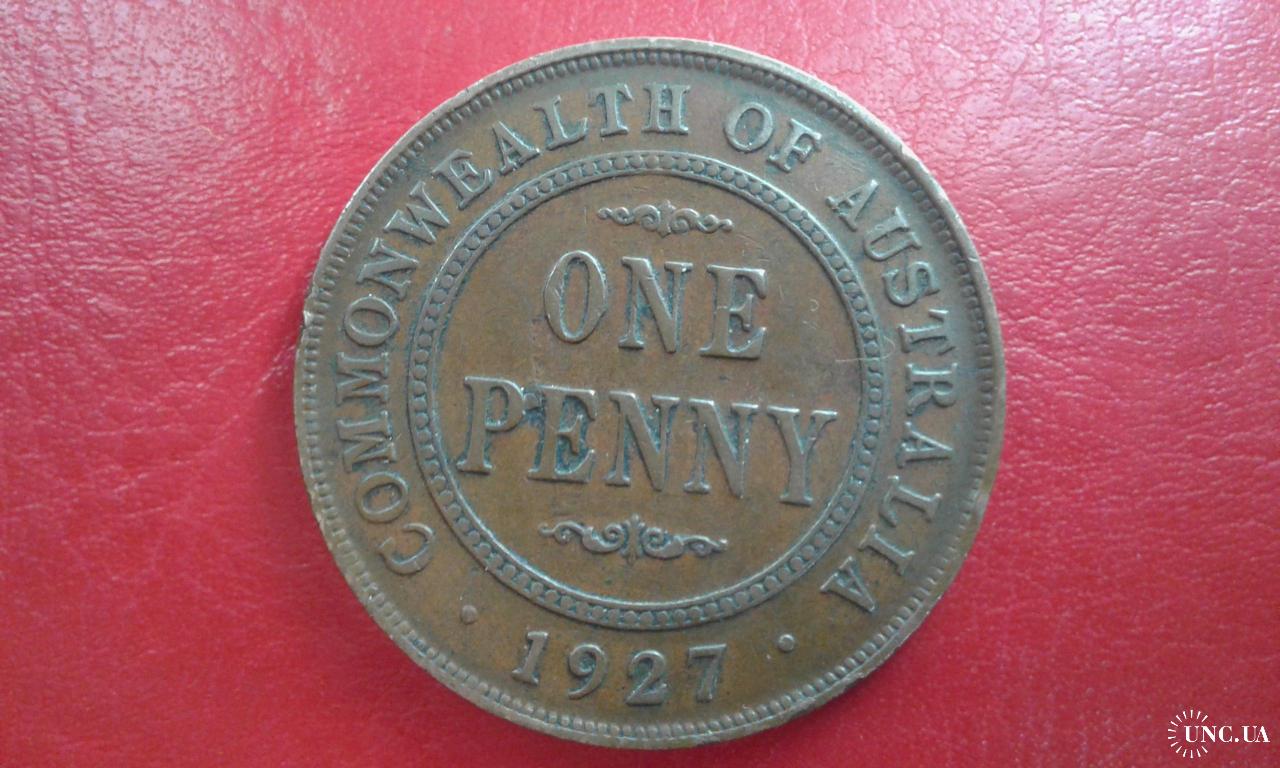 COMMONWEALTH OF AUSTRALIA
ONE
PENNY
· 1927 ·
UNC.UA